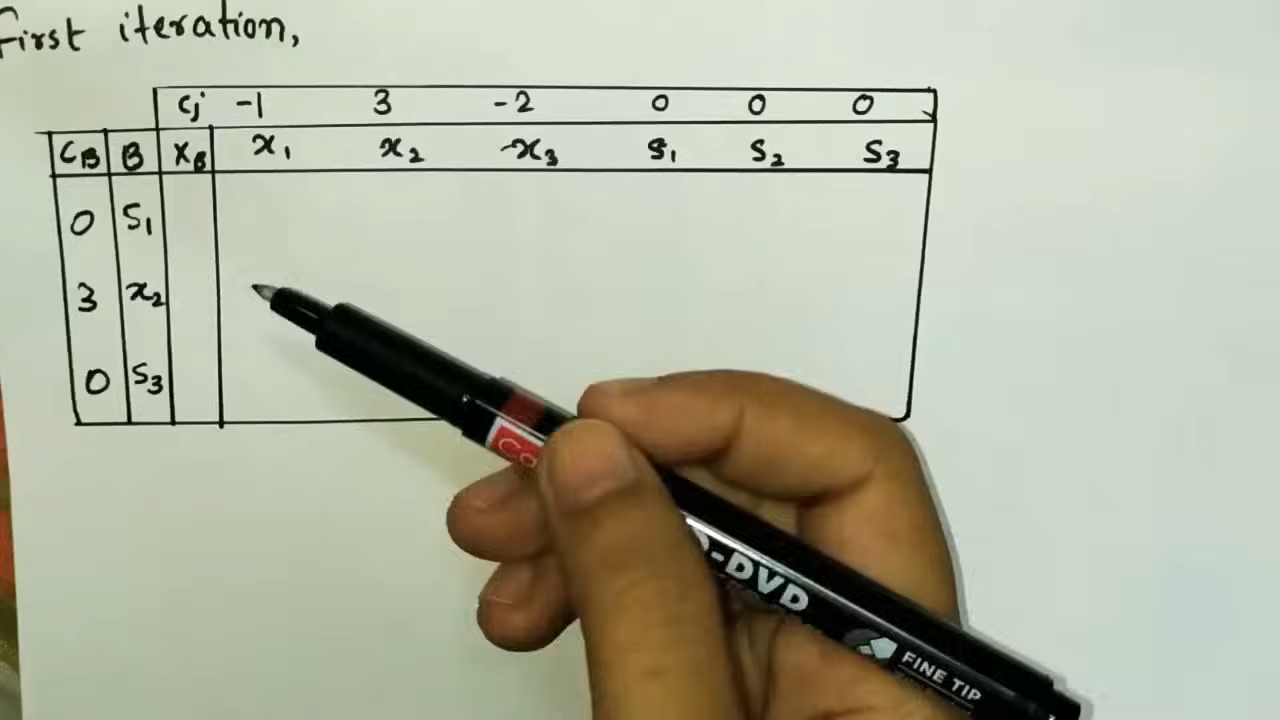 First iteration,
Cj -1 3 -2 0 0 0
CB B XB x1 x2 x3 S1 S2 S3
0 S1
3 x2
0 S3
-DVD
FINE TIP